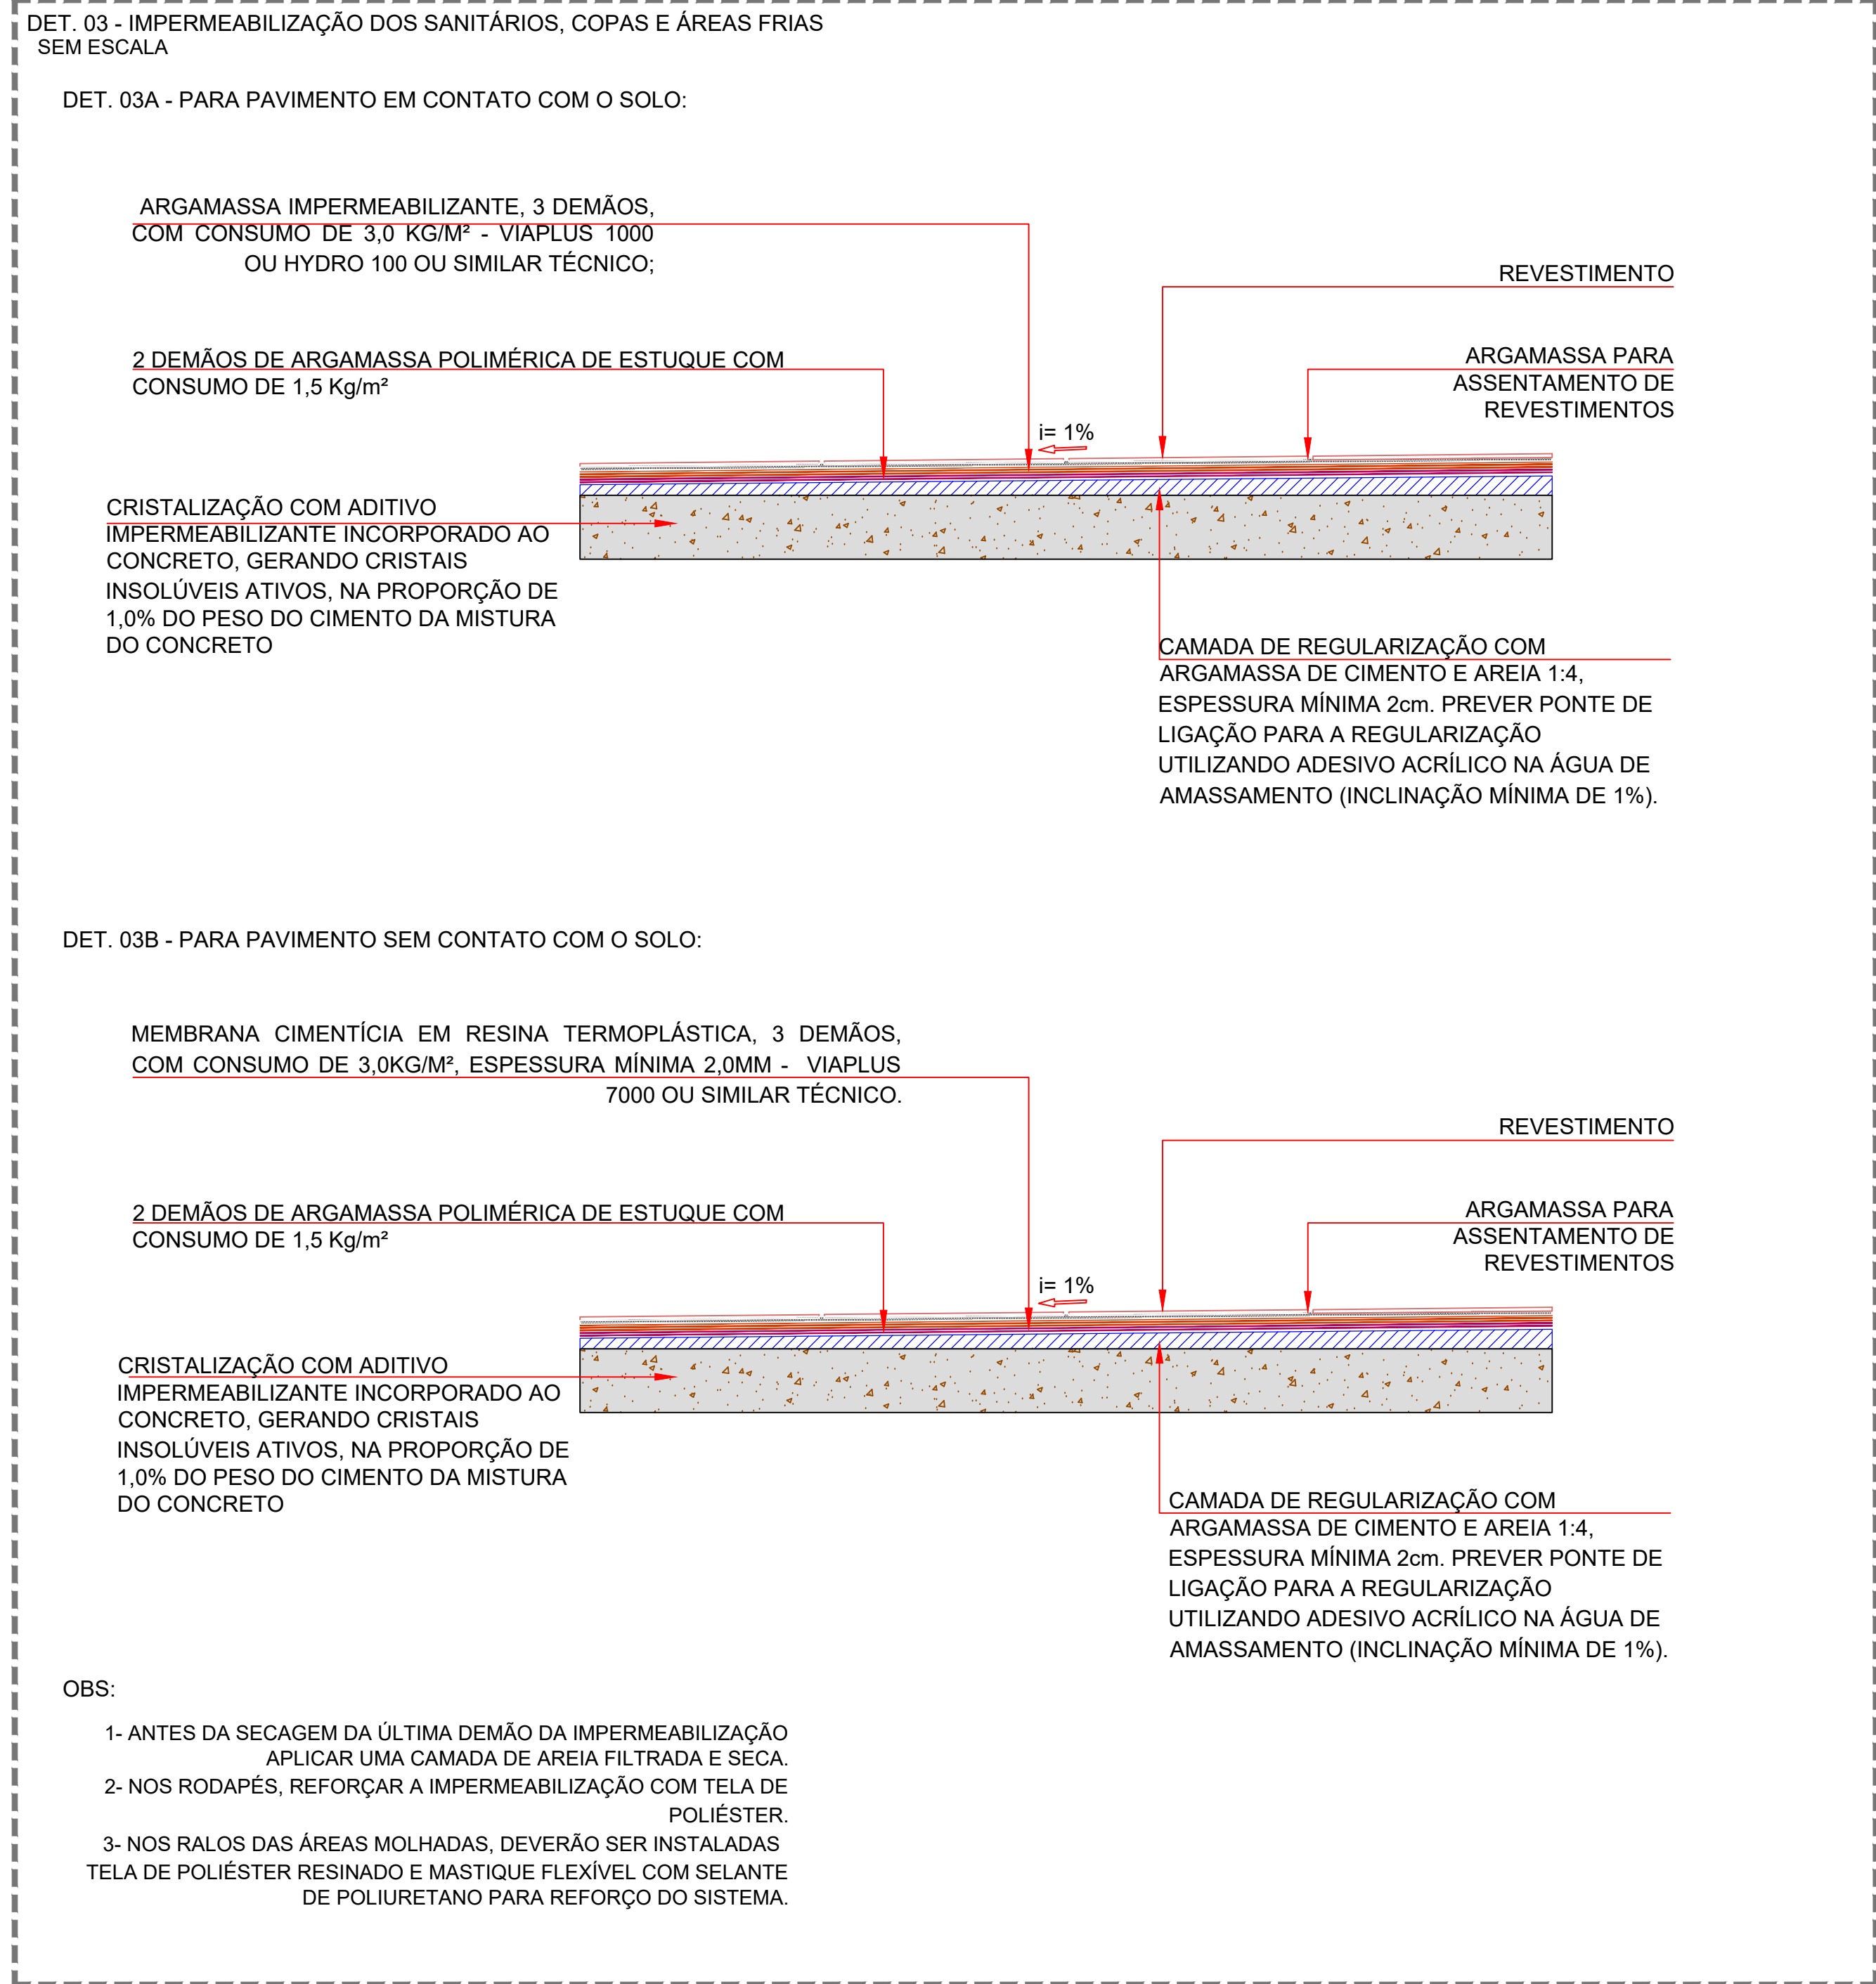 DET. 03 - IMPERMEABILIZAÇÃO DOS SANITÁRIOS, COPAS E ÁREAS FRIAS
SEM ESCALA
DET. 03A - PARA PAVIMENTO EM CONTATO COM O SOLO:
ARGAMASSA IMPERMEABILIZANTE, 3 DEMÃOS,
COM CONSUMO DE 3,0 KG/M² - VIAPLUS 1000
OU HYDRO 100 OU SIMILAR TÉCNICO;
REVESTIMENTO
2 DEMÃOS DE ARGAMASSA POLIMÉRICA DE ESTUQUE COM
CONSUMO DE 1,5 Kg/m²
ARGAMASSA PARA
ASSENTAMENTO DE
REVESTIMENTOS
i= 1%
CRISTALIZAÇÃO COM ADITIVO
IMPERMEABILIZANTE INCORPORADO AO
CONCRETO, GERANDO CRISTAIS
INSOLÚVEIS ATIVOS, NA PROPORÇÃO DE
1,0% DO PESO DO CIMENTO DA MISTURA
DO CONCRETO
CAMADA DE REGULARIZAÇÃO COM
ARGAMASSA DE CIMENTO E AREIA 1:4,
ESPESSURA MÍNIMA 2cm. PREVER PONTE DE
LIGAÇÃO PARA A REGULARIZAÇÃO
UTILIZANDO ADESIVO ACRÍLICO NA ÁGUA DE
AMASSAMENTO (INCLINAÇÃO MÍNIMA DE 1%).
DET. 03B - PARA PAVIMENTO SEM CONTATO COM O SOLO:
MEMBRANA CIMENTÍCIA EM RESINA TERMOPLÁSTICA, 3 DEMÃOS,
COM CONSUMO DE 3,0KG/M², ESPESSURA MÍNIMA 2,0MM - VIAPLUS
7000 OU SIMILAR TÉCNICO.
REVESTIMENTO
2 DEMÃOS DE ARGAMASSA POLIMÉRICA DE ESTUQUE COM
CONSUMO DE 1,5 Kg/m²
ARGAMASSA PARA
ASSENTAMENTO DE
REVESTIMENTOS
i= 1%
CRISTALIZAÇÃO COM ADITIVO
IMPERMEABILIZANTE INCORPORADO AO
CONCRETO, GERANDO CRISTAIS
INSOLÚVEIS ATIVOS, NA PROPORÇÃO DE
1,0% DO PESO DO CIMENTO DA MISTURA
DO CONCRETO
CAMADA DE REGULARIZAÇÃO COM
ARGAMASSA DE CIMENTO E AREIA 1:4,
ESPESSURA MÍNIMA 2cm. PREVER PONTE DE
LIGAÇÃO PARA A REGULARIZAÇÃO
UTILIZANDO ADESIVO ACRÍLICO NA ÁGUA DE
AMASSAMENTO (INCLINAÇÃO MÍNIMA DE 1%).
OBS:
1- ANTES DA SECAGEM DA ÚLTIMA DEMÃO DA IMPERMEABILIZAÇÃO
APLICAR UMA CAMADA DE AREIA FILTRADA E SECA.
2- NOS RODAPÉS, REFORÇAR A IMPERMEABILIZAÇÃO COM TELA DE
POLIÉSTER.
3- NOS RALOS DAS ÁREAS MOLHADAS, DEVERÃO SER INSTALADAS
TELA DE POLIÉSTER RESINADO E MASTIQUE FLEXÍVEL COM SELANTE
DE POLIURETANO PARA REFORÇO DO SISTEMA.